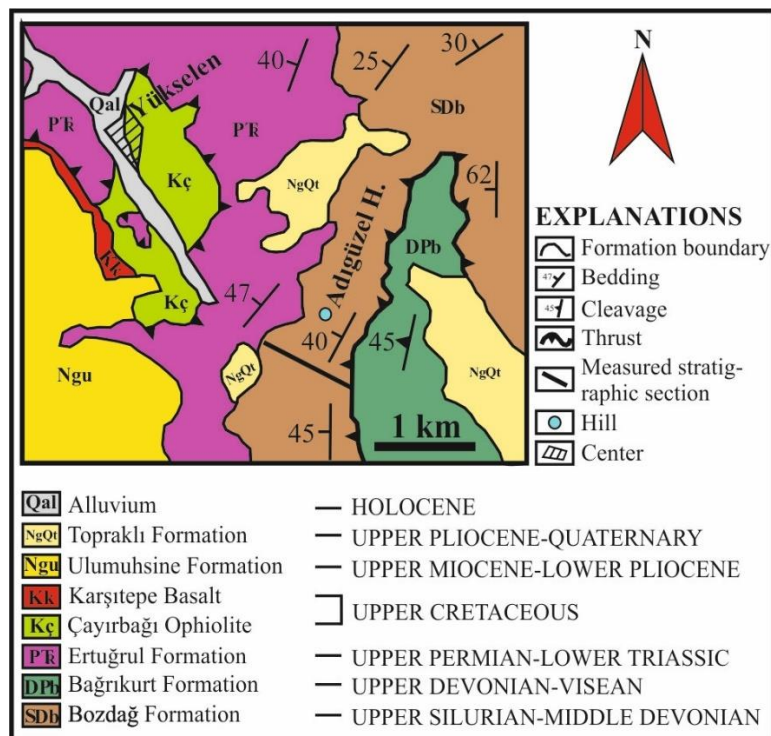 40
25
30
N
Qal
Yükselen
PTR
PTR
SDb
Kç
NgQt
62
Adıgüzel H.
DPb
Kk
Kç
47
40
45
NgQt
Ngu
NgQt
45
1 km
EXPLANATIONS
Formation boundary
47 Bedding
45 Cleavage
Thrust
Measured stratig-
raphic section
Hill
Center
Qal Alluvium — HOLOCENE
NgQt Topraklı Formation — UPPER PLIOCENE-QUATERNARY
Ngu Ulumuhsine Formation — UPPER MIOCENE-LOWER PLIOCENE
Kk Karşıtepe Basalt
UPPER CRETACEOUS
Kç Çayırbağı Ophiolite
PTR Ertuğrul Formation — UPPER PERMIAN-LOWER TRIASSIC
DPb Bağrıkurt Formation — UPPER DEVONIAN-VISEAN
SDb Bozdağ Formation — UPPER SILURIAN-MIDDLE DEVONIAN